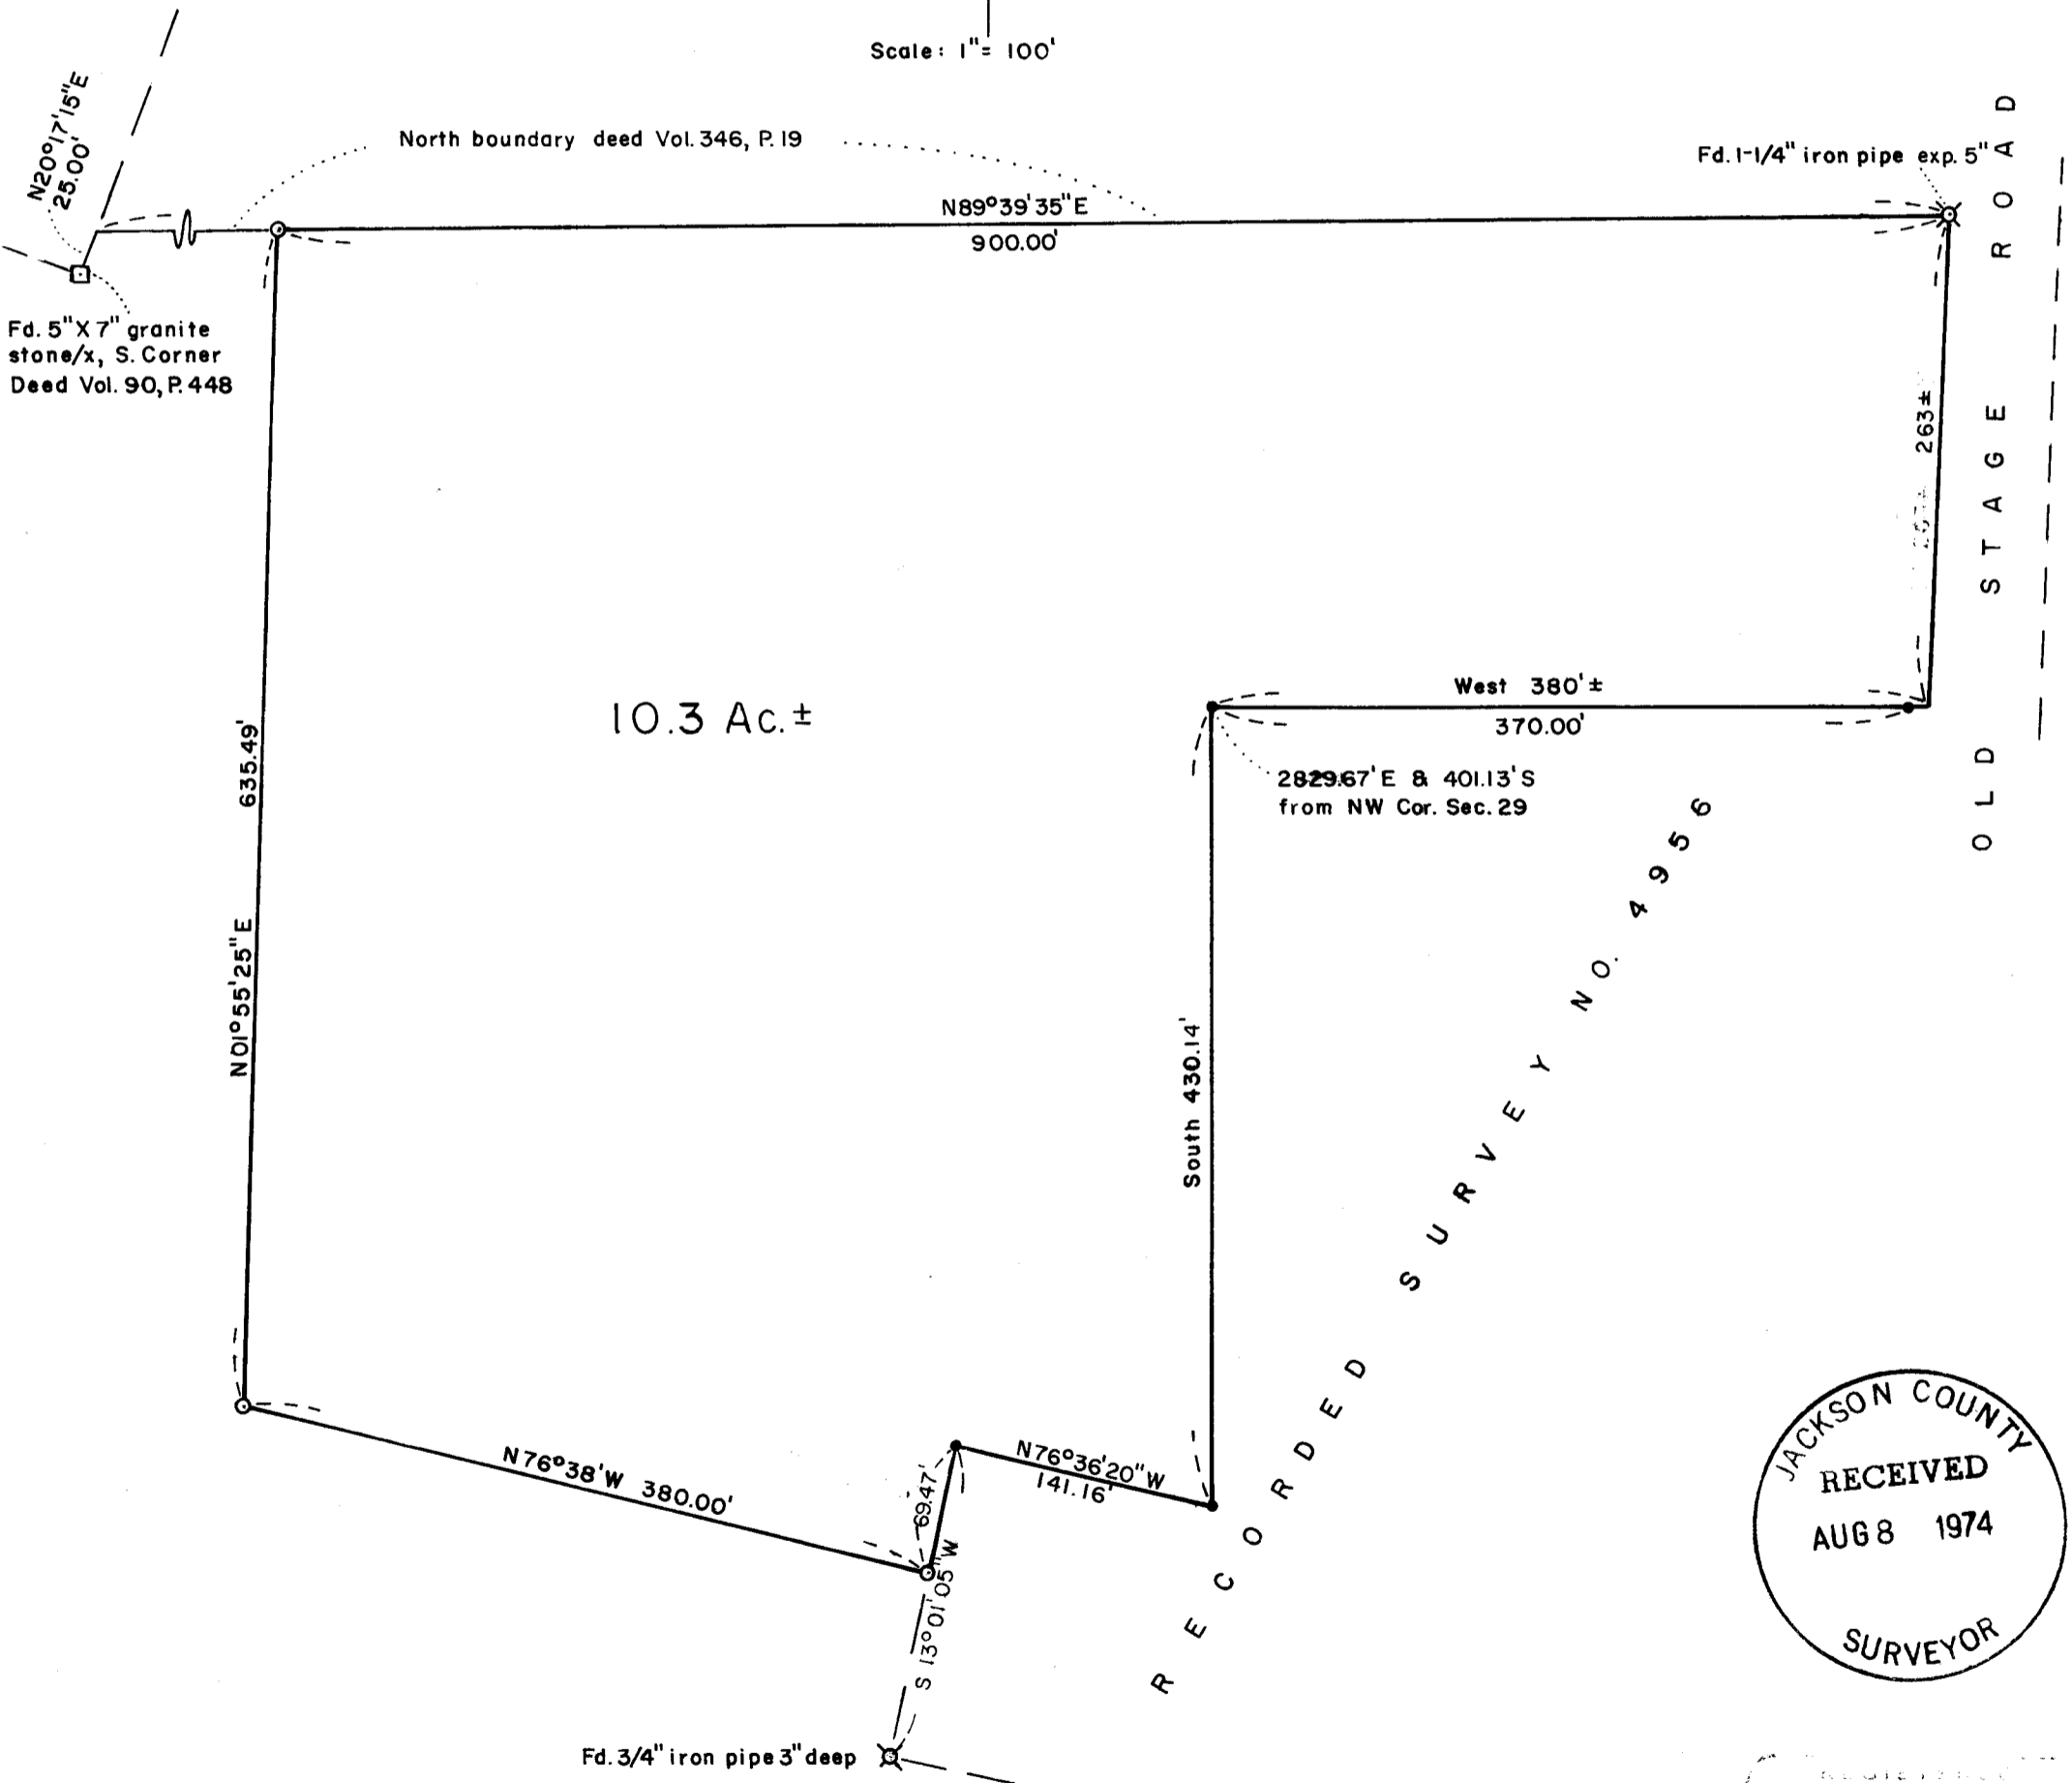 Scale: 1"= 100'
N20°17'15"E
25.00'
North boundary deed Vol. 346, P. 19
Fd. 1-1/4" iron pipe exp. 5"
N89°39'35"E
900.00'
Fd. 5"X 7" granite
stone/x, S. Corner
Deed Vol. 90, P. 448
263±
OLD STAGE ROAD
West 380'±
370.00'
10.3 Ac.±
2829.67'E & 401.13'S
from NW Cor. Sec. 29
635.49'
N01°55'25"E
South 430.14'
RECORDED SURVEY NO. 4956
N76°38'W 380.00'
69.47'
S 13°01'05"W
N76°36'20"W
141.16'
Fd. 3/4" iron pipe 3" deep
JACKSON COUNTY
RECEIVED
AUG 8 1974
SURVEYOR